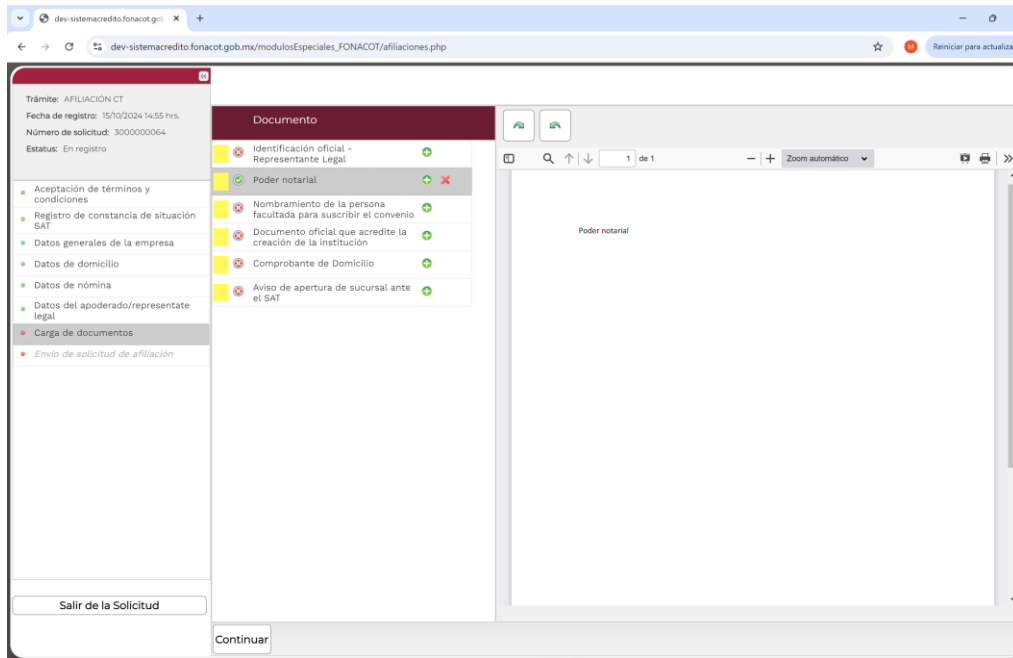 dev-sistemacredito.fonacot.gob
dev-sistemacredito.fonacot.gob.mx/modulosEspeciales_FONACOT/afiliaciones.php
M
Reiniciar para actualiza
Trámite: AFILIACIÓN CT
Fecha de registro: 15/10/2024 14:55 hrs.
Número de solicitud: 3000000064
Estatus: En registro
Aceptación de términos y
condiciones
Registro de constancia de situación
SAT
Datos generales de la empresa
Datos de domicilio
Datos de nómina
Datos del apoderado/representate
legal
Carga de documentos
Envío de solicitud de afiliación
Salir de la Solicitud
Documento
Identificación oficial -
Representante Legal
Poder notarial
Nombramiento de la persona
facultada para suscribir el convenio
Documento oficial que acredite la
creación de la institución
Comprobante de Domicilio
Aviso de apertura de sucursal ante
el SAT
Continuar
1 de 1
Zoom automático
Poder notarial